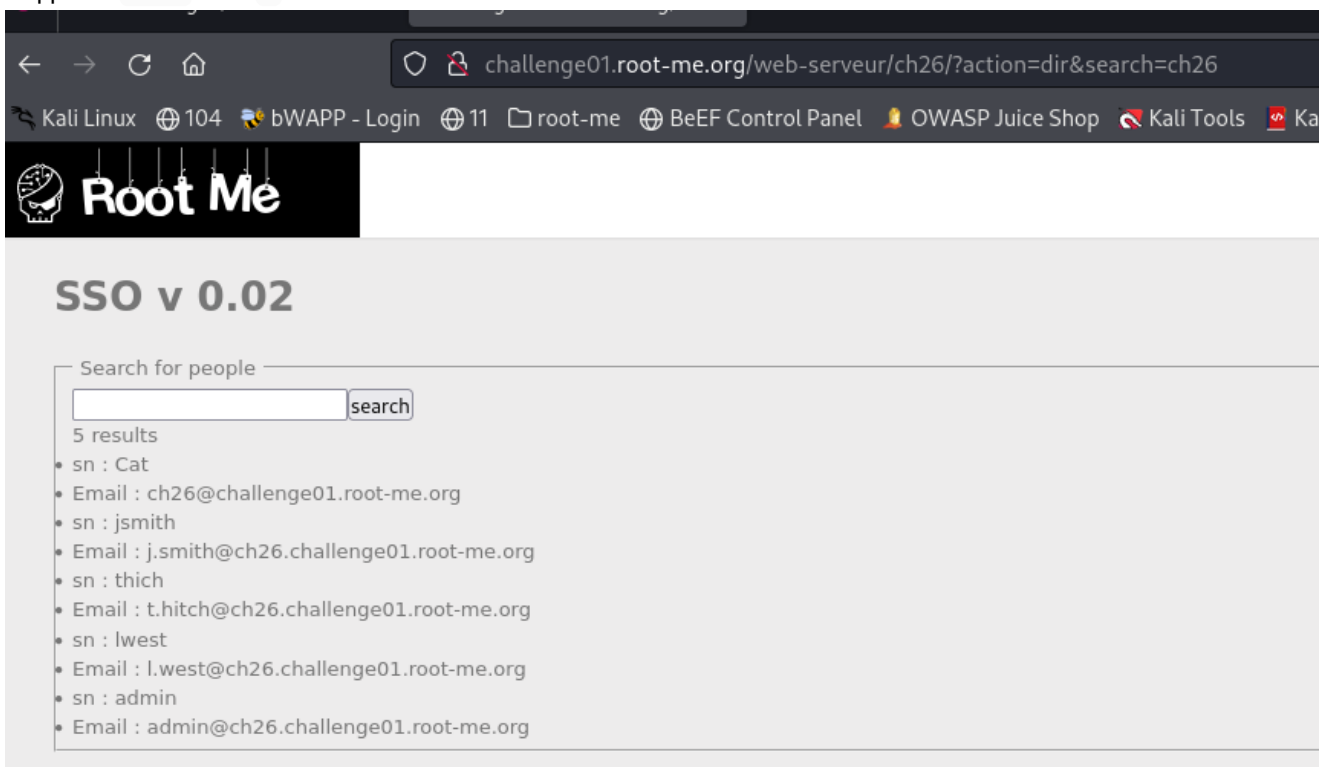 challenge01.root-me.org/web-serveur/ch26/?action=dir&search=ch26
Kali Linux 104 bWAPP - Login 11 root-me BeEF Control Panel OWASP Juice Shop Kali Tools Ka
Root Me
SSO v 0.02
Search for people
search
5 results
sn : Cat
Email : ch26@challenge01.root-me.org
sn : jsmith
Email : j.smith@ch26.challenge01.root-me.org
sn : thich
Email : t.hitch@ch26.challenge01.root-me.org
sn : lwest
Email : l.west@ch26.challenge01.root-me.org
sn : admin
Email : admin@ch26.challenge01.root-me.org